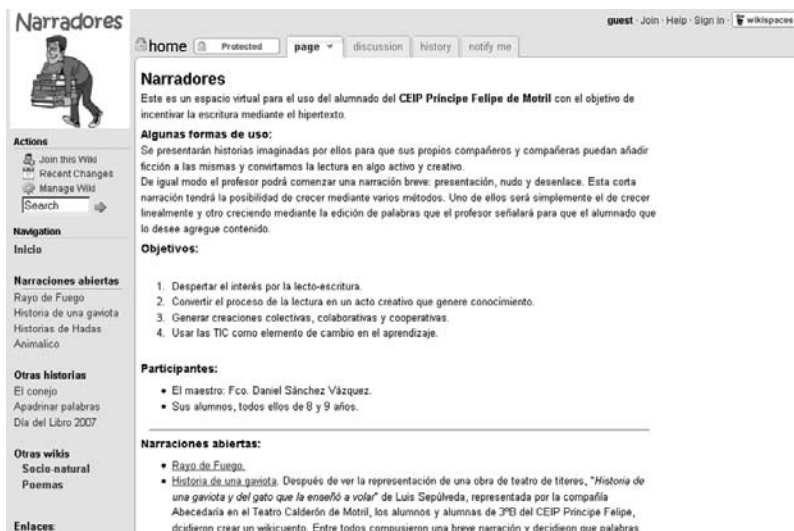 Narradores
guest · Join · Help · Sign In · wikispaces
home Protected page discussion history notify me
Actions
Join this Wiki
Recent Changes
Manage Wiki
Search
Navigation
Inicio
Narraciones abiertas
Rayo de Fuego
Historia de una gaviota
Historias de Hadas
Animalico
Otras historias
El conejo
Apadrinar palabras
Día del Libro 2007
Otras wikis
Socio-natural
Poemas
Enlaces
Narradores
Este es un espacio virtual para el uso del alumnado del CEIP Príncipe Felipe de Motril con el objetivo de
incentivar la escritura mediante el hipertexto.
Algunas formas de uso:
Se presentarán historias imaginadas por ellos para que sus propios compañeros y compañeras puedan añadir
ficción a las mismas y convirtamos la lectura en algo activo y creativo.
De igual modo el profesor podrá comenzar una narración breve: presentación, nudo y desenlace. Esta corta
narración tendrá la posibilidad de crecer mediante varios métodos. Uno de ellos será simplemente el de crecer
linealmente y otro creciendo mediante la edición de palabras que el profesor señalará para que el alumnado que
lo desee agregue contenido.
Objetivos:
1. Despertar el interés por la lecto-escritura.
2. Convertir el proceso de la lectura en un acto creativo que genere conocimiento.
3. Generar creaciones colectivas, colaborativas y cooperativas.
4. Usar las TIC como elemento de cambio en el aprendizaje.
Participantes:
• El maestro: Fco. Daniel Sánchez Vázquez.
• Sus alumnos, todos ellos de 8 y 9 años.
Narraciones abiertas:
• Rayo de Fuego.
• Historia de una gaviota. Después de ver la representación de una obra de teatro de títeres, "Historia de
una gaviota y del gato que la enseñó a volar" de Luis Sepúlveda, representada por la compañía
Abecedaria en el Teatro Calderón de Motril, los alumnos y alumnas de 3ºB del CEIP Príncipe Felipe,
dcidieron crear un wikicuento. Entre todos compusieron una breve narración y decidieon que palabras